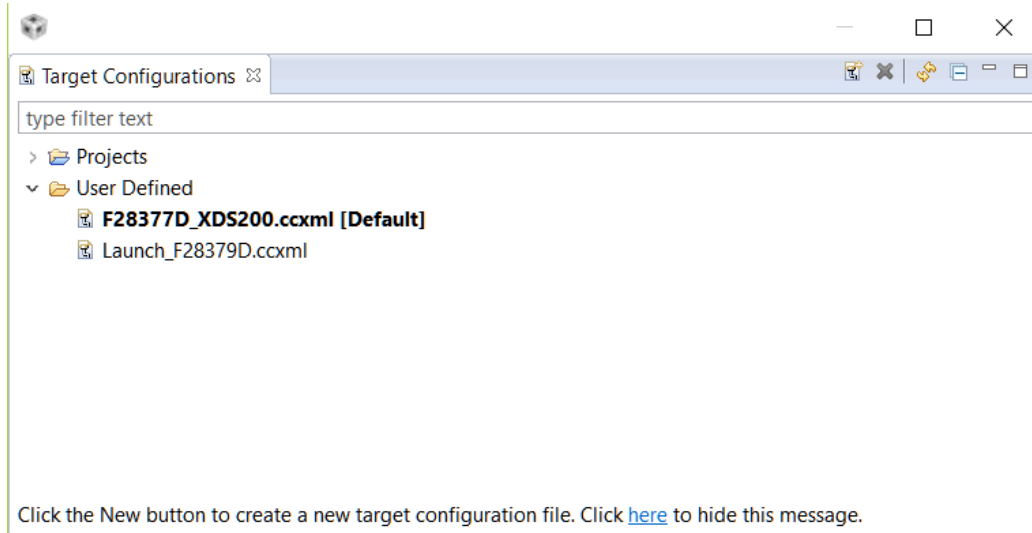 Target Configurations
type filter text
Projects
User Defined
F28377D_XDS200.ccxml [Default]
Launch_F28379D.ccxml
Click the New button to create a new target configuration file. Click here to hide this message.